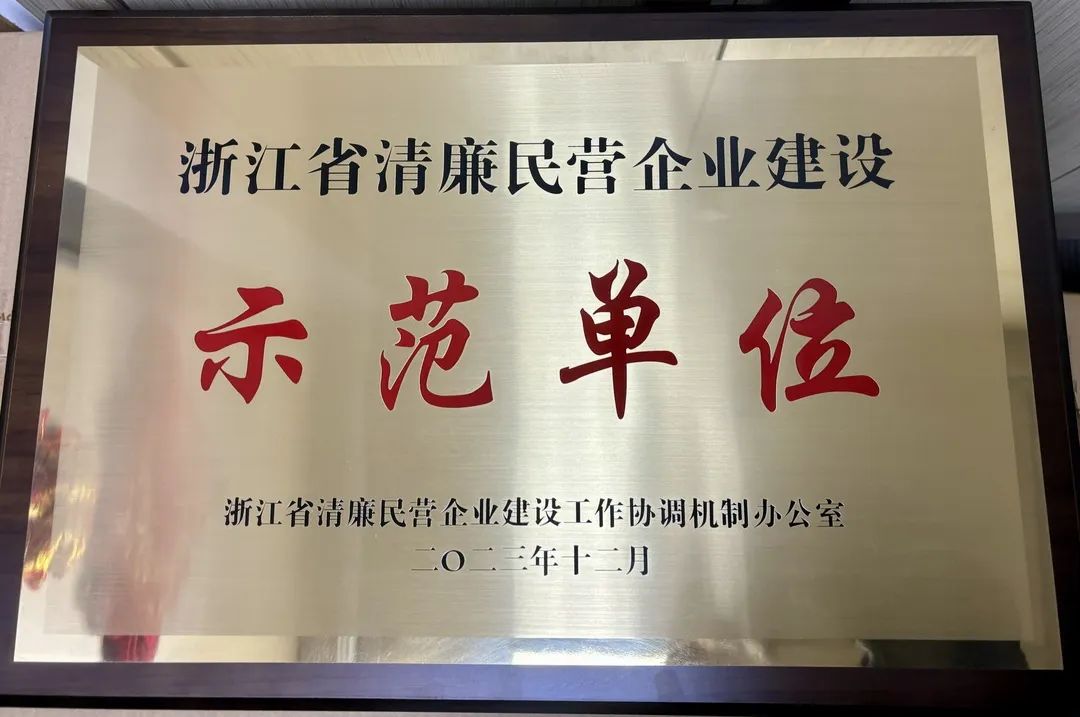 浙江省清廉民营企业建设
示范单位
浙江省清廉民营企业建设工作协调机制办公室
二〇二三年十二月